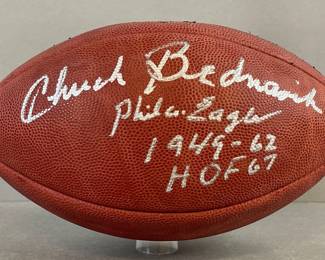 Chuck Bednarik
Phila. Eagles
1949-62
HOF 67